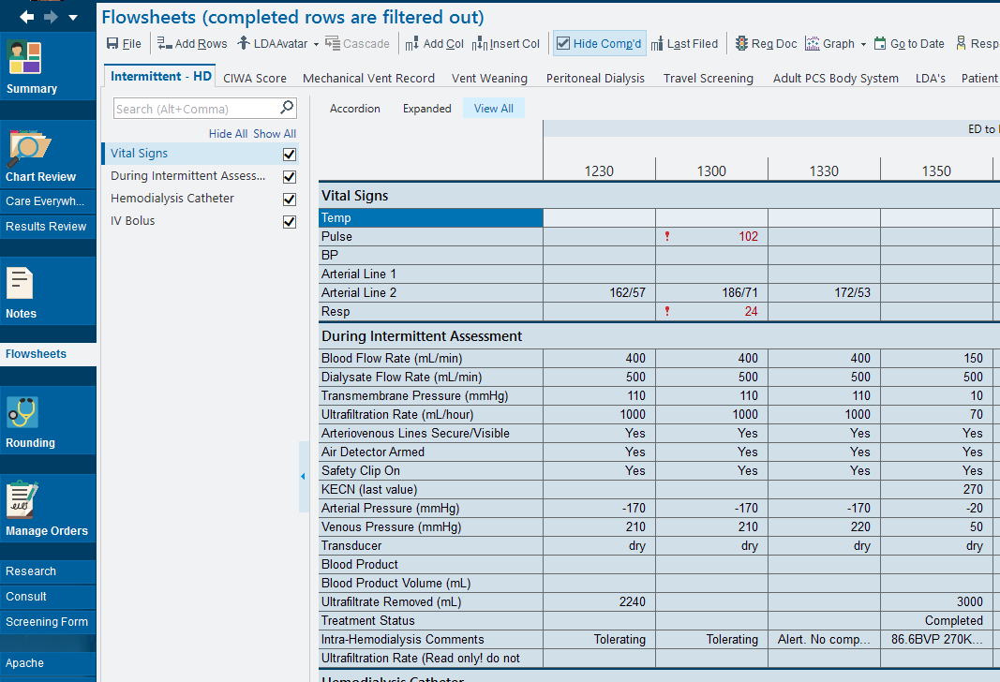 Flowsheets (completed rows are filtered out)
File Add Rows LDAAvatar Cascade Add Col Insert Col Hide Comp'd Last Filed Reg Doc Graph Go to Date Resp
Intermittent - HD CIWA Score Mechanical Vent Record Vent Weaning Peritoneal Dialysis Travel Screening Adult PCS Body System LDA's Patient
Summary
Chart Review
Care Everywh...
Results Review
Notes
Flowsheets
Rounding
Manage Orders
Research
Consult
Screening Form
Apache
Search (Alt+Comma)
Hide All Show All
Vital Signs
During Intermittent Assess...
Hemodialysis Catheter
IV Bolus
Accordion Expanded View All
ED to
1230 1300 1330 1350
Vital Signs
Temp
Pulse ! 102
BP
Arterial Line 1
Arterial Line 2 162/57 186/71 172/53
Resp ! 24
During Intermittent Assessment
Blood Flow Rate (mL/min) 400 400 400 150
Dialysate Flow Rate (mL/min) 500 500 500 500
Transmembrane Pressure (mmHg) 110 110 110 10
Ultrafiltration Rate (mL/hour) 1000 1000 1000 70
Arteriovenous Lines Secure/Visible Yes Yes Yes Yes
Air Detector Armed Yes Yes Yes Yes
Safety Clip On Yes Yes Yes Yes
KECN (last value) 270
Arterial Pressure (mmHg) -170 -170 -170 -20
Venous Pressure (mmHg) 210 210 220 50
Transducer dry dry dry dry
Blood Product
Blood Product Volume (mL)
Ultrafiltrate Removed (mL) 2240 3000
Treatment Status Completed
Intra-Hemodialysis Comments Tolerating Tolerating Alert. No comp... 86.6BVP 270K...
Ultrafiltration Rate (Read only! do not
Hemodialysis Catheter